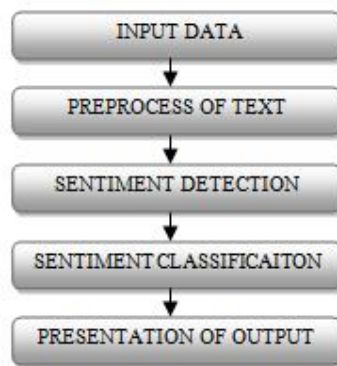 INPUT DATA
PREPROCESS OF TEXT
SENTIMENT DETECTION
SENTIMENT CLASSIFICAITON
PRESENTATION OF OUTPUT